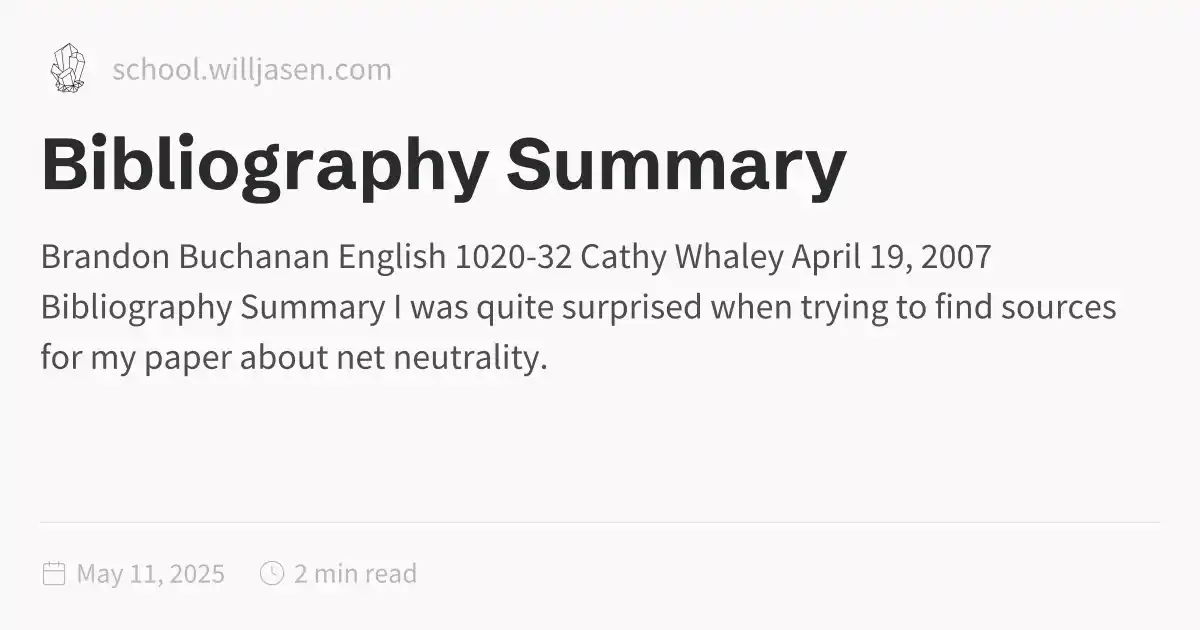 school.willjasen.com
Bibliography Summary
Brandon Buchanan English 1020-32 Cathy Whaley April 19, 2007
Bibliography Summary I was quite surprised when trying to find sources
for my paper about net neutrality.
May 11, 2025 2 min read